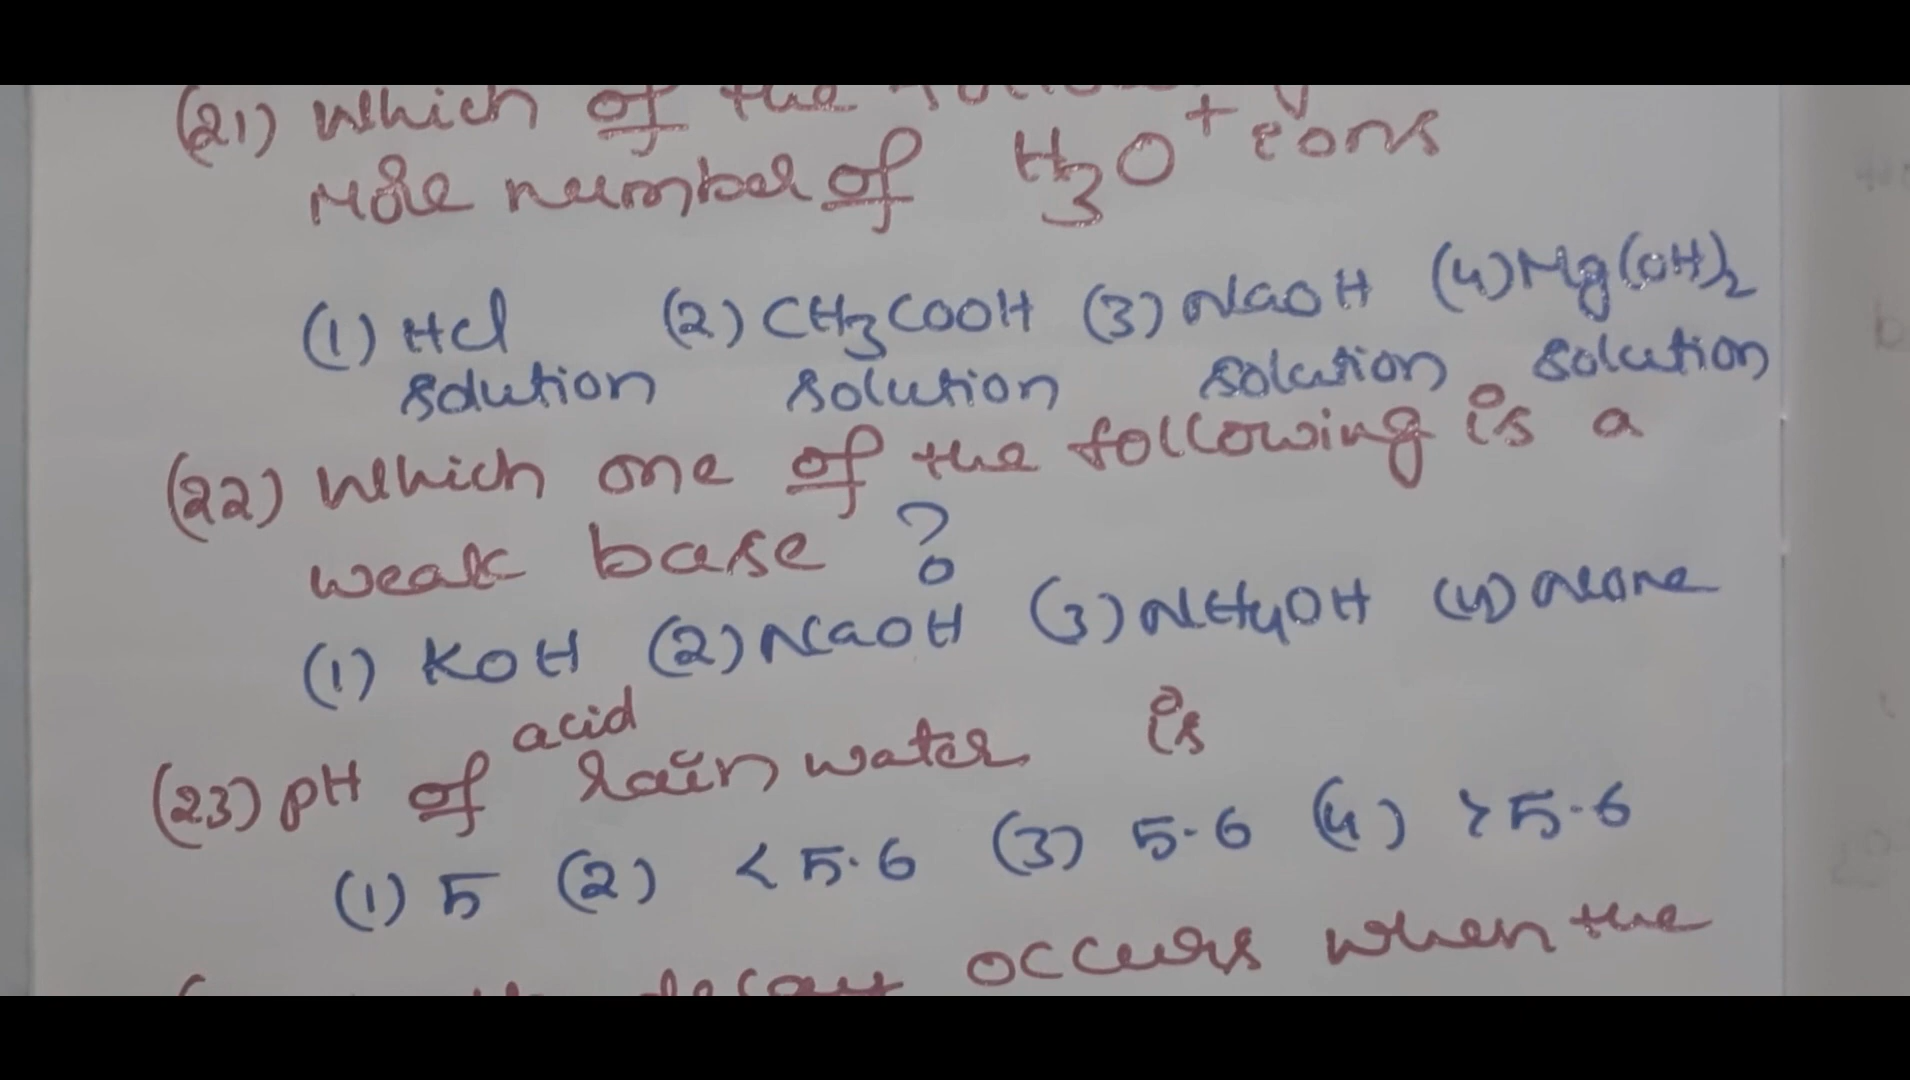 (21) Which of the following
More number of H₃O⁺ ions
(1) HCl (2) CH₃COOH (3) NaOH (4) Mg(OH)₂
solution solution solution solution
(22) Which one of the following is a
weak base ?
(1) KOH (2) NaOH (3) NH₄OH (4) None
(23) pH of acid rain water is
(1) 5 (2) < 5.6 (3) 5.6 (4) > 5.6
decay occurs when the